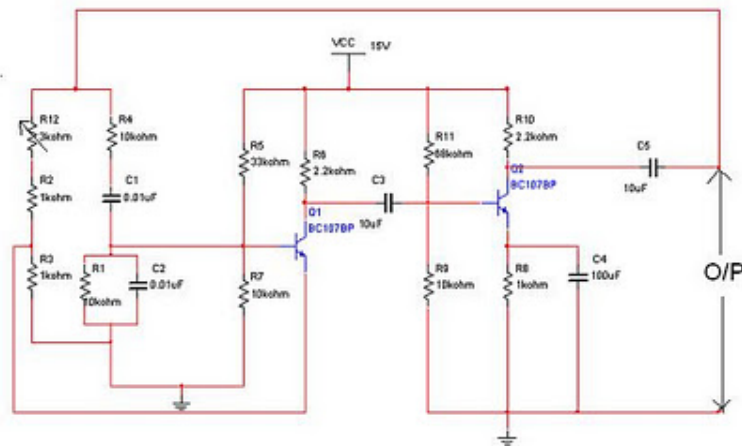 VCC 15V
R12
3kohm
R4
10kohm
R5
33kohm
R6
2.2kohm
R11
68kohm
R10
2.2kohm
C5
10uF
C1
0.01uF
R2
1kohm
C3
10uF
Q2
BC107BP
Q1
BC107BP
R3
1kohm
R1
10kohm
C2
0.01uF
R7
10kohm
R9
10kohm
R8
1kohm
C4
100uF
O/P